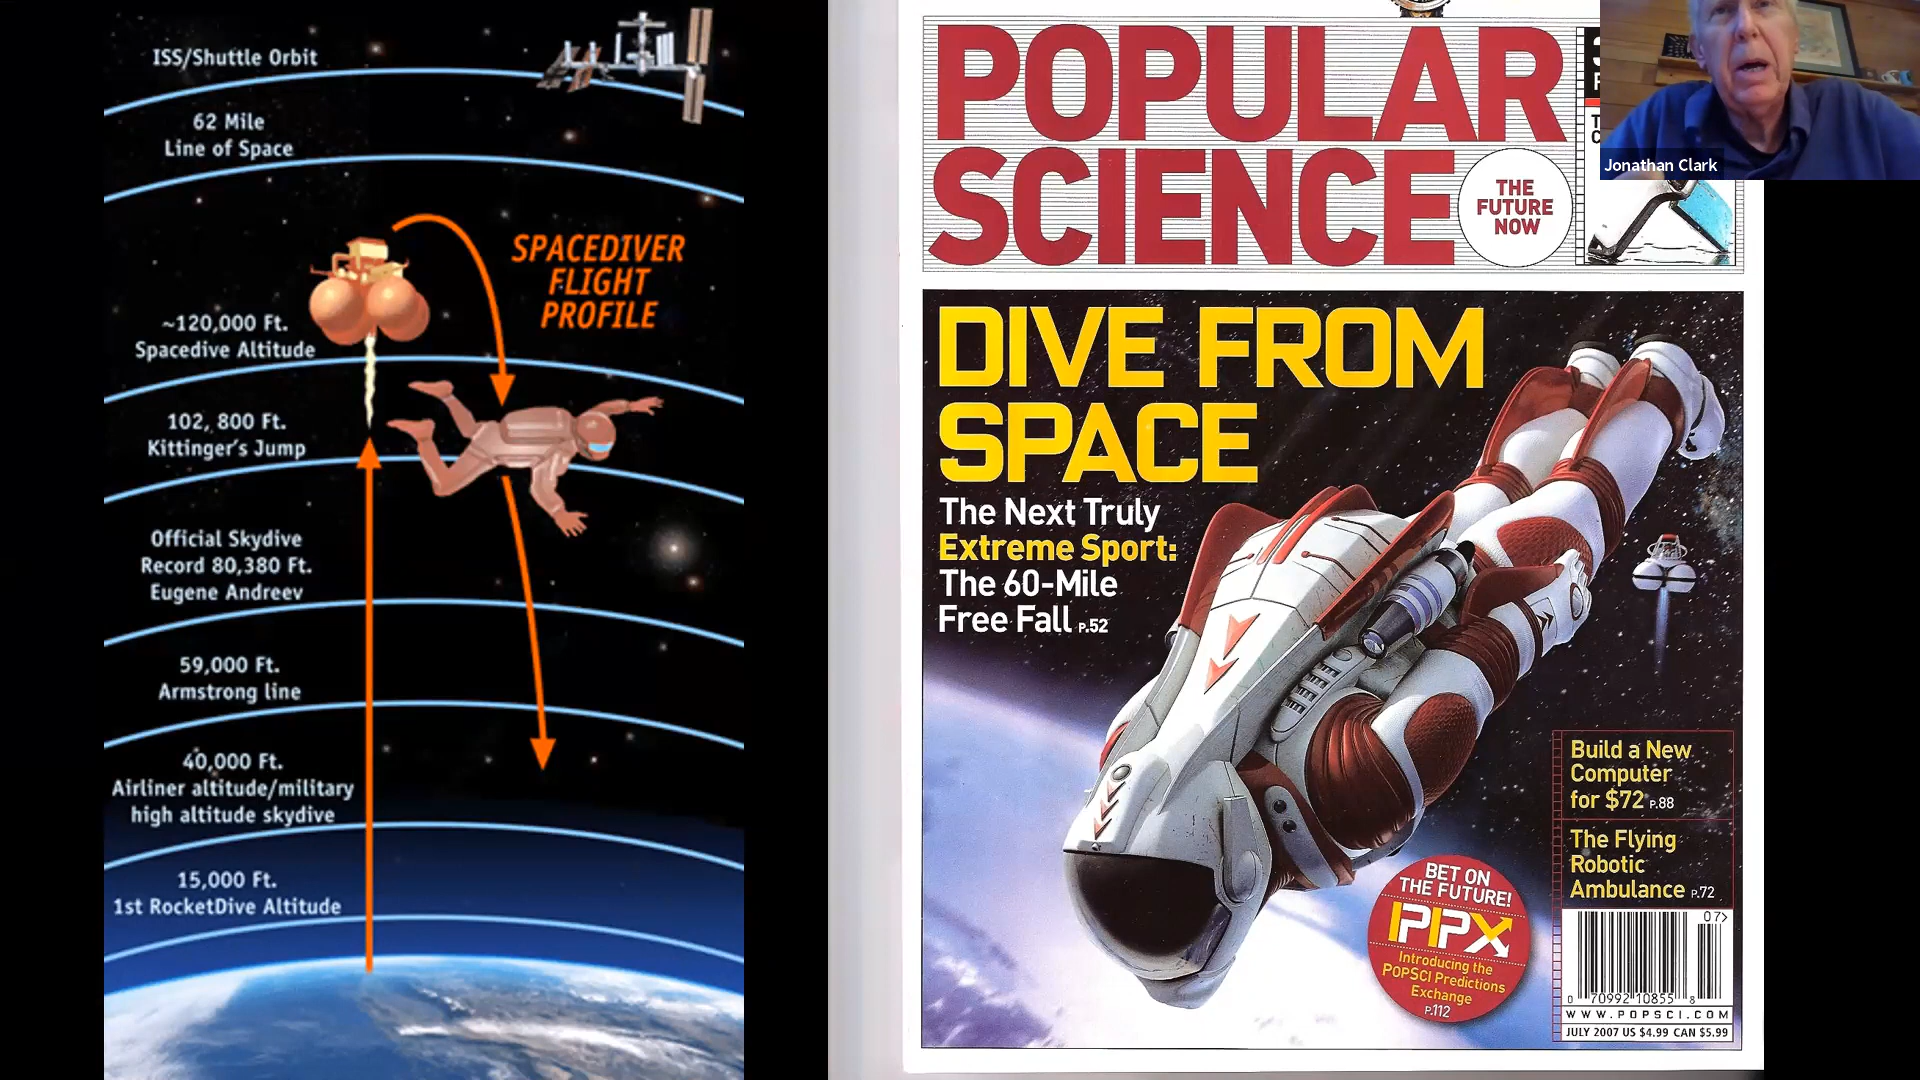 ISS/Shuttle Orbit
62 Mile
Line of Space
SPACEDIVER
FLIGHT
PROFILE
~120,000 Ft.
Spacedive Altitude
102, 800 Ft.
Kittinger's Jump
Official Skydive
Record 80,380 Ft.
Eugene Andreev
59,000 Ft.
Armstrong line
40,000 Ft.
Airliner altitude/military
high altitude skydive
15,000 Ft.
1st RocketDive Altitude
POPULAR
SCIENCE
THE
FUTURE
NOW
DIVE FROM
SPACE
The Next Truly
Extreme Sport:
The 60-Mile
Free Fall P.52
Build a New
Computer
for $72 P.88
The Flying
Robotic
Ambulance P.72
BET ON
THE FUTURE!
PPX
Introducing the
POPSCI Predictions
Exchange
P.112
07>
0 70992 10855 8
WWW.POPSCI.COM
JULY 2007 US $4.99 CAN $5.99
Jonathan Clark